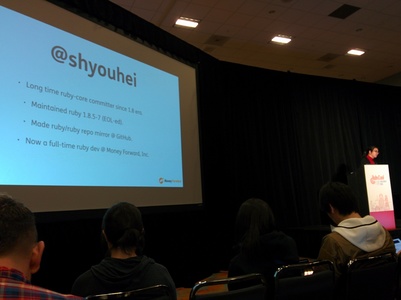 @shyouhei
Long time ruby-core committer since 1.8 era.
Maintained ruby 1.8.5-7 (EOL-ed).
Made ruby/ruby repo mirror @ GitHub.
Now a full-time ruby dev @ Money Forward, Inc.